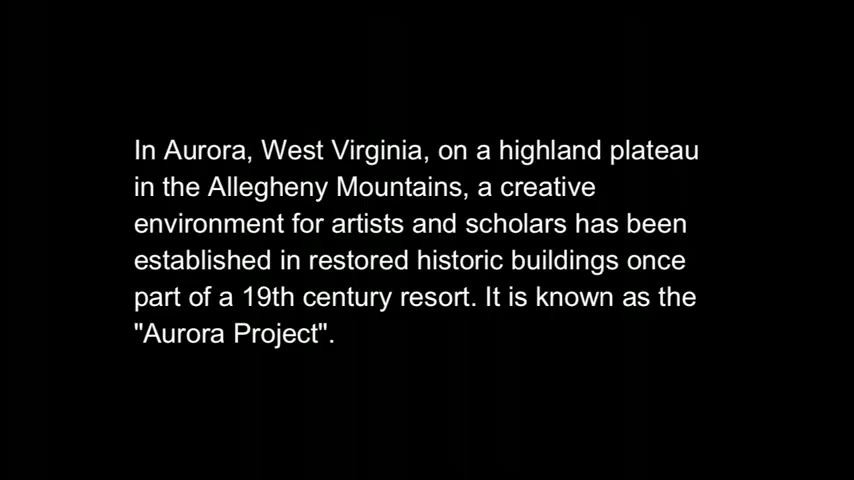 In Aurora, West Virginia, on a highland plateau
in the Allegheny Mountains, a creative
environment for artists and scholars has been
established in restored historic buildings once
part of a 19th century resort. It is known as the
"Aurora Project".